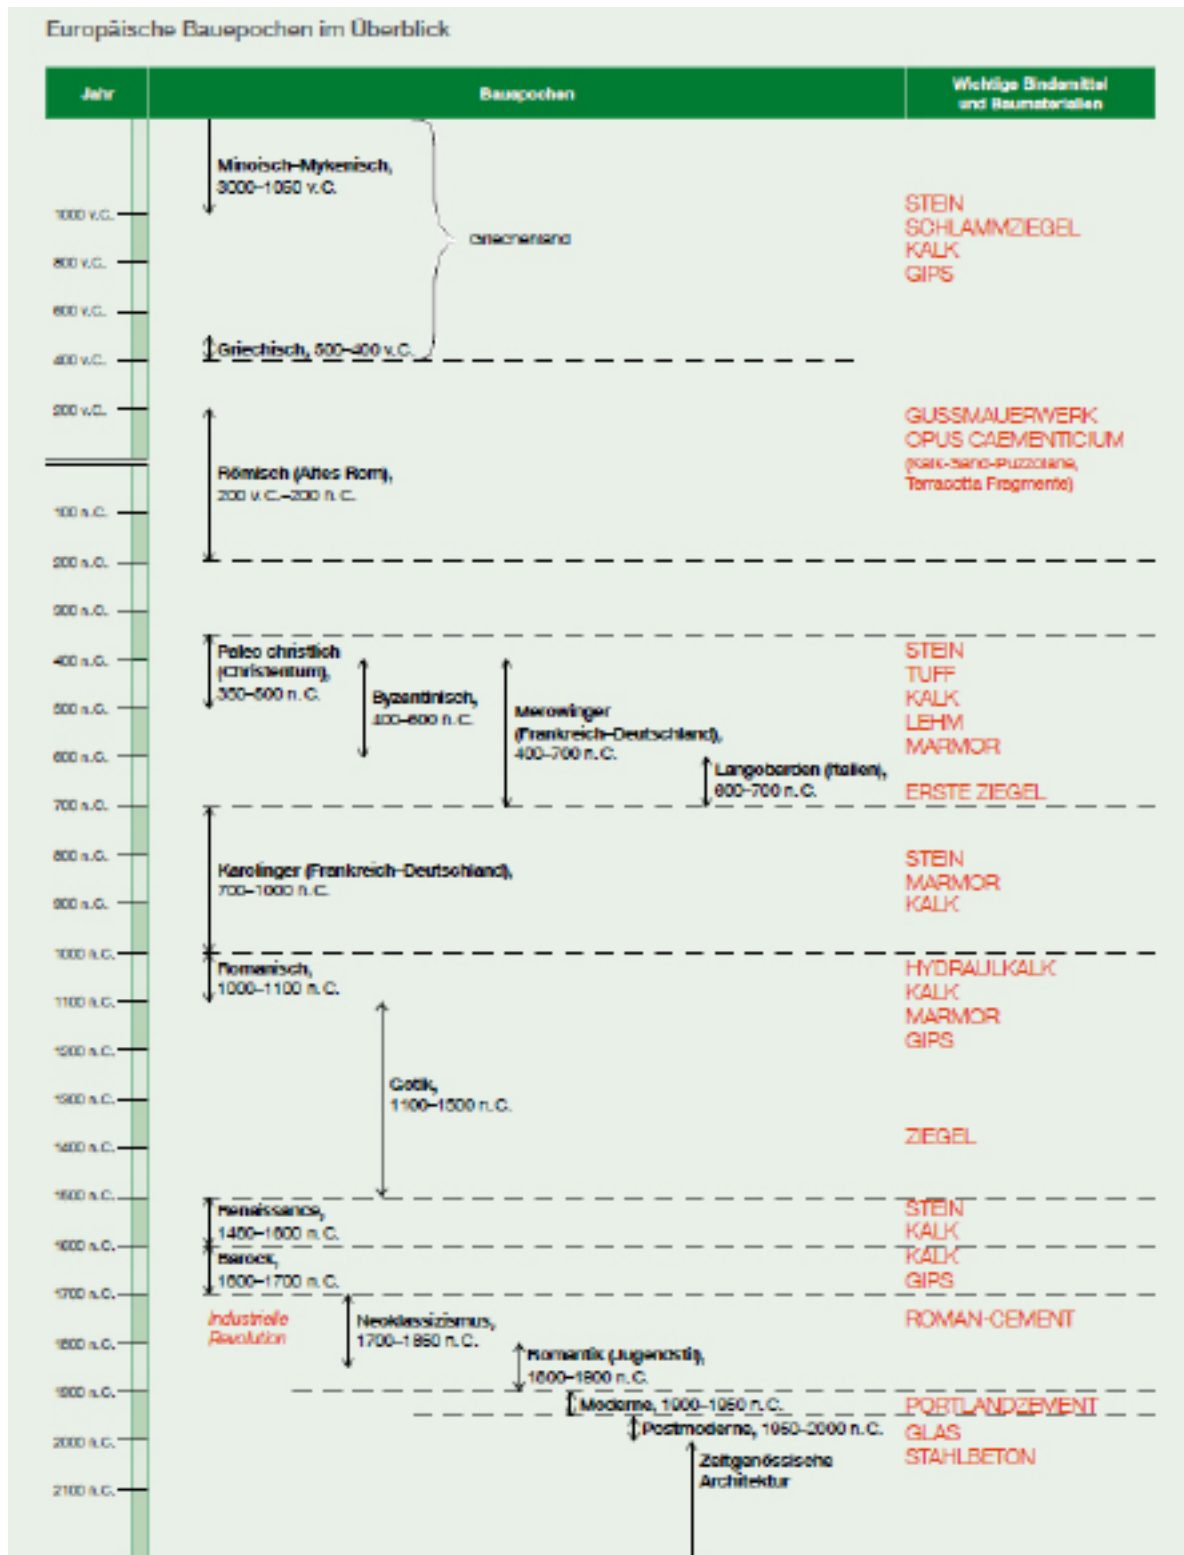 Europäische Bauepochen im Überblick
Jahr
Bauepochen
Wichtige Bindemittel
und Baumaterialien
Minoisch–Mykenisch,
3000–1050 v. C.
Griechenland
STEIN
SCHLAMMZIEGEL
KALK
GIPS
1000 v.C.
800 v.C.
600 v.C.
Griechisch, 500–400 v. C.
400 v.C.
200 v.C.
Römisch (Altes Rom),
200 v. C.–200 n. C.
GUSSMAUERWERK
OPUS CAEMENTICIUM
(Kalk-Sand-Puzzolane,
Terracotta Fragmente)
100 n.C.
200 n.C.
300 n.C.
Paleo christlich
(Christentum),
350–500 n. C.
Byzantinisch,
400–600 n. C.
Merowinger
(Frankreich–Deutschland),
400–700 n. C.
Langobarden (Italien),
600–700 n. C.
STEIN
TUFF
KALK
LEHM
MARMOR
ERSTE ZIEGEL
400 n.C.
500 n.C.
600 n.C.
700 n.C.
Karolinger (Frankreich–Deutschland),
700–1000 n. C.
STEIN
MARMOR
KALK
800 n.C.
900 n.C.
1000 n.C.
Romanisch,
1000–1100 n. C.
HYDRAULKALK
KALK
MARMOR
GIPS
1100 n.C.
1200 n.C.
Gotik,
1100–1500 n. C.
1300 n.C.
ZIEGEL
1400 n.C.
1500 n.C.
Renaissance,
1450–1600 n. C.
STEIN
KALK
1600 n.C.
Barock,
1600–1700 n. C.
KALK
GIPS
1700 n.C.
Industrielle
Revolution
Neoklassizismus,
1700–1850 n. C.
ROMAN-CEMENT
1800 n.C.
Romantik (Jugendstil),
1800–1900 n. C.
1900 n.C.
Moderne, 1900–1950 n. C.
PORTLANDZEMENT
Postmoderne, 1950–2000 n. C.
GLAS
STAHLBETON
2000 n.C.
Zeitgenössische
Architektur
2100 n.C.